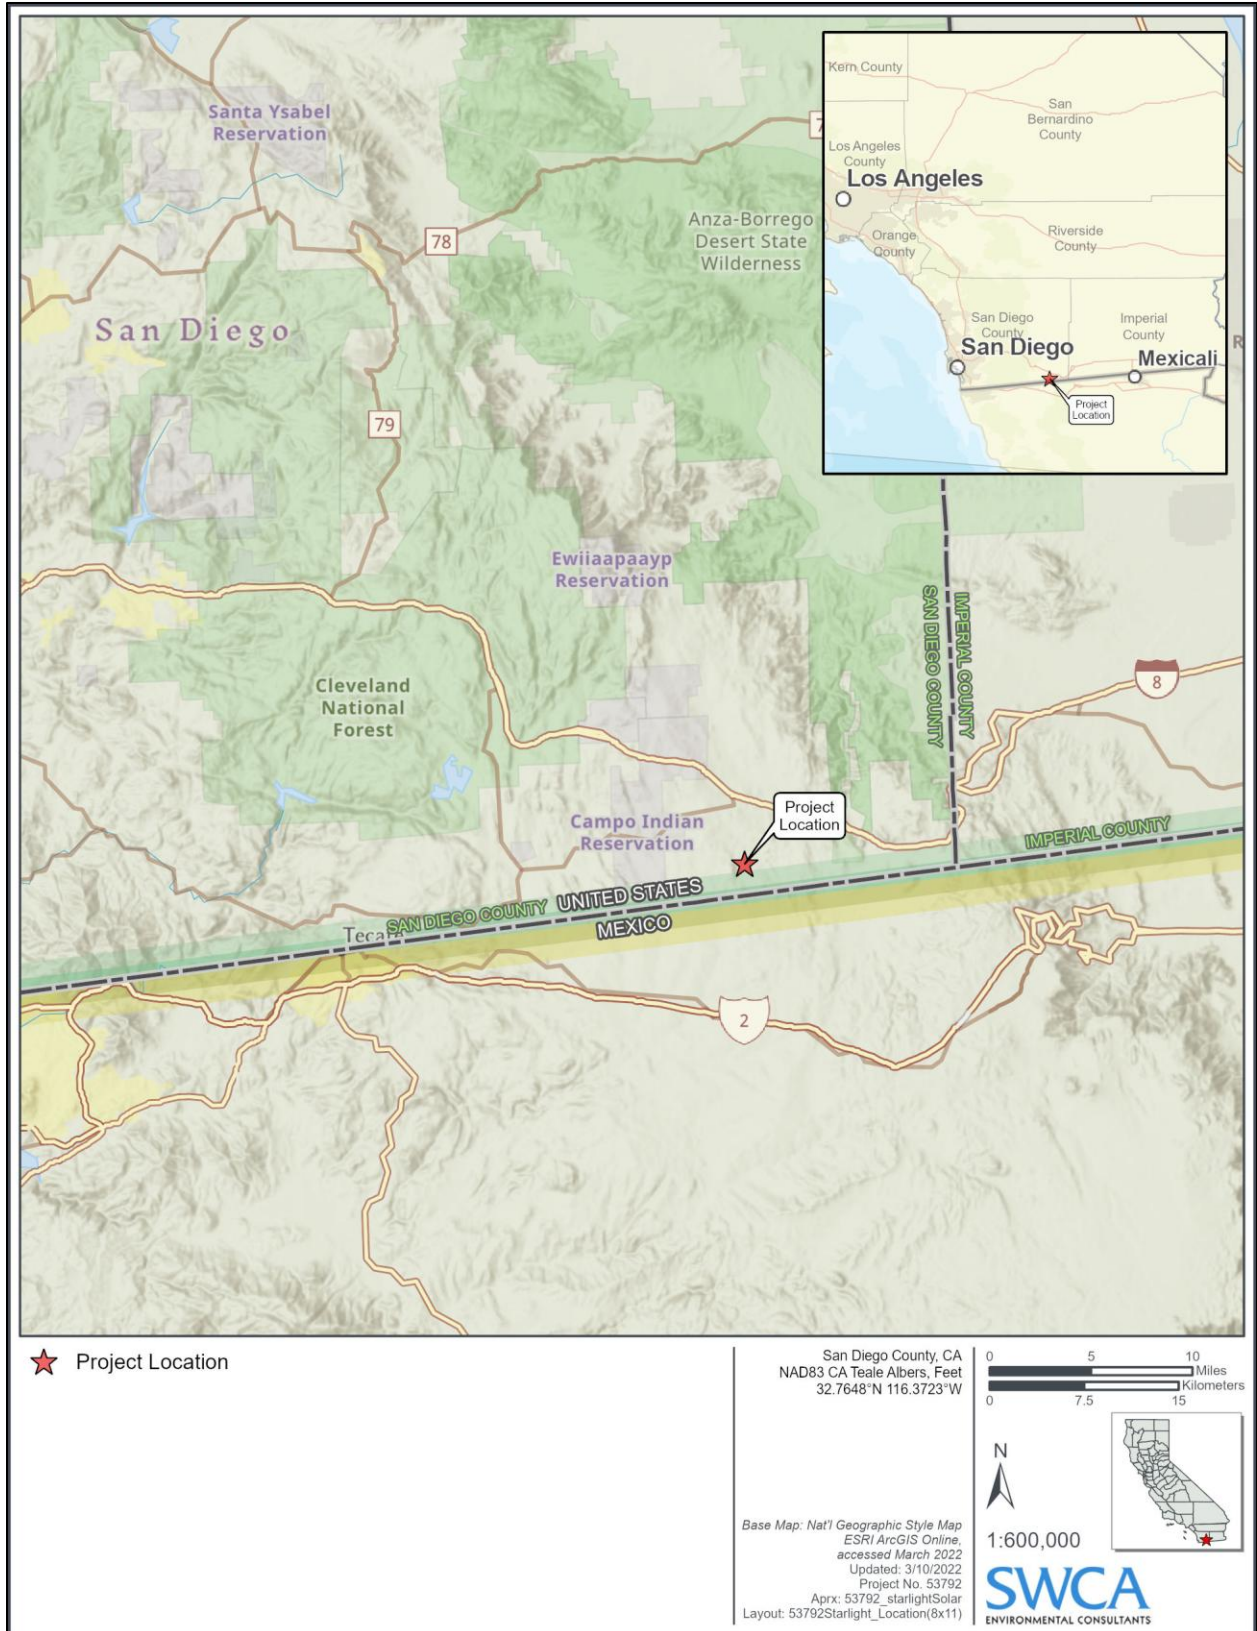 Santa Ysabel
Reservation
78
Anza-Borrego
Desert State
Wilderness
San Diego
79
Ewiiaapaayp
Reservation
SAN DIEGO COUNTY
IMPERIAL COUNTY
8
Cleveland
National
Forest
Project
Location
Campo Indian
Reservation
IMPERIAL COUNTY
SAN DIEGO COUNTY
UNITED STATES
MEXICO
2
Kern County
San
Bernardino
County
Los Angeles
County
Los Angeles
Orange
County
Riverside
County
San Diego
County
Imperial
County
San Diego
Mexicali
Project
Location
Project Location
San Diego County, CA
NAD83 CA Teale Albers, Feet
32.7648°N 116.3723°W
Base Map: Nat'l Geographic Style Map
ESRI ArcGIS Online,
accessed March 2022
Updated: 3/10/2022
Project No. 53792
Aprx: 53792_starlightSolar
Layout: 53792Starlight_Location(8x11)
0 5 10
Miles
Kilometers
0 7.5 15
N
1:600,000
SWCA
ENVIRONMENTAL CONSULTANTS